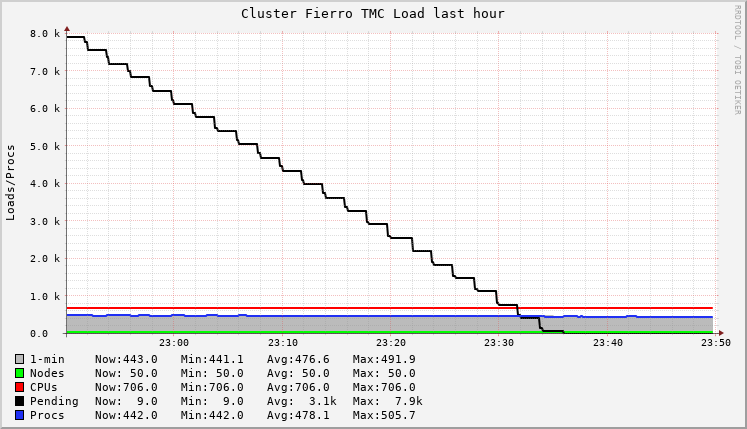 Cluster Fierro TMC Load last hour
RRDTOOL / TOBI OETIKER
Loads/Procs
8.0 k
7.0 k
6.0 k
5.0 k
4.0 k
3.0 k
2.0 k
1.0 k
0.0
23:00 23:10 23:20 23:30 23:40 23:50
1-min Now:443.0 Min:441.1 Avg:476.6 Max:491.9
Nodes Now: 50.0 Min: 50.0 Avg: 50.0 Max: 50.0
CPUs Now:706.0 Min:706.0 Avg:706.0 Max:706.0
Pending Now: 9.0 Min: 9.0 Avg: 3.1k Max: 7.9k
Procs Now:442.0 Min:442.0 Avg:478.1 Max:505.7